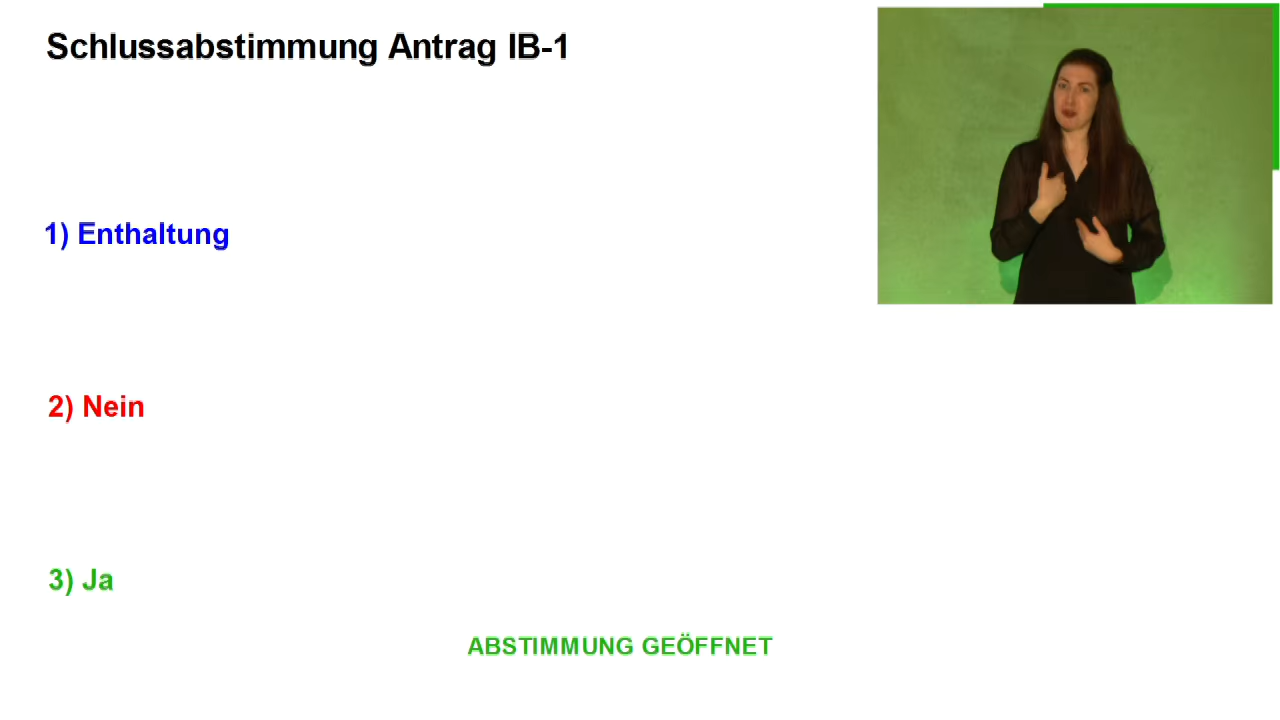 Schlussabstimmung Antrag IB-1
1) Enthaltung
2) Nein
3) Ja
ABSTIMMUNG GEÖFFNET